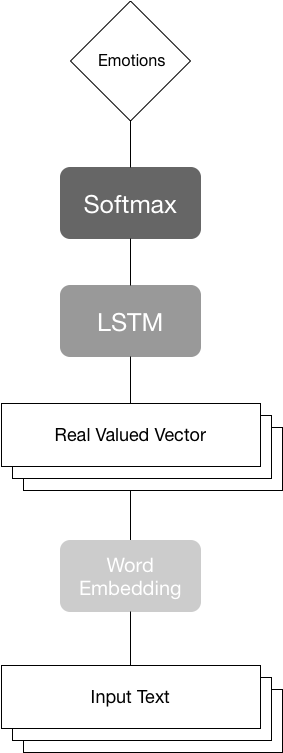 Emotions
Softmax
LSTM
Real Valued Vector
Word
Embedding
Input Text